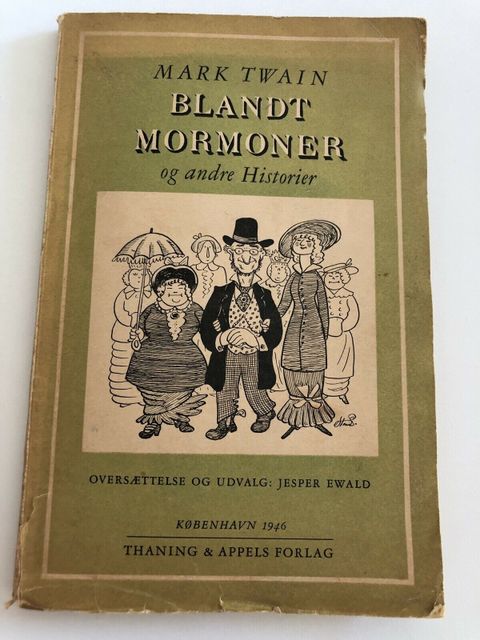 MARK TWAIN
BLANDT
MORMONER
og andre Historier
OVERSÆTTELSE OG UDVALG: JESPER EWALD
KØBENHAVN 1946
THANING & APPELS FORLAG